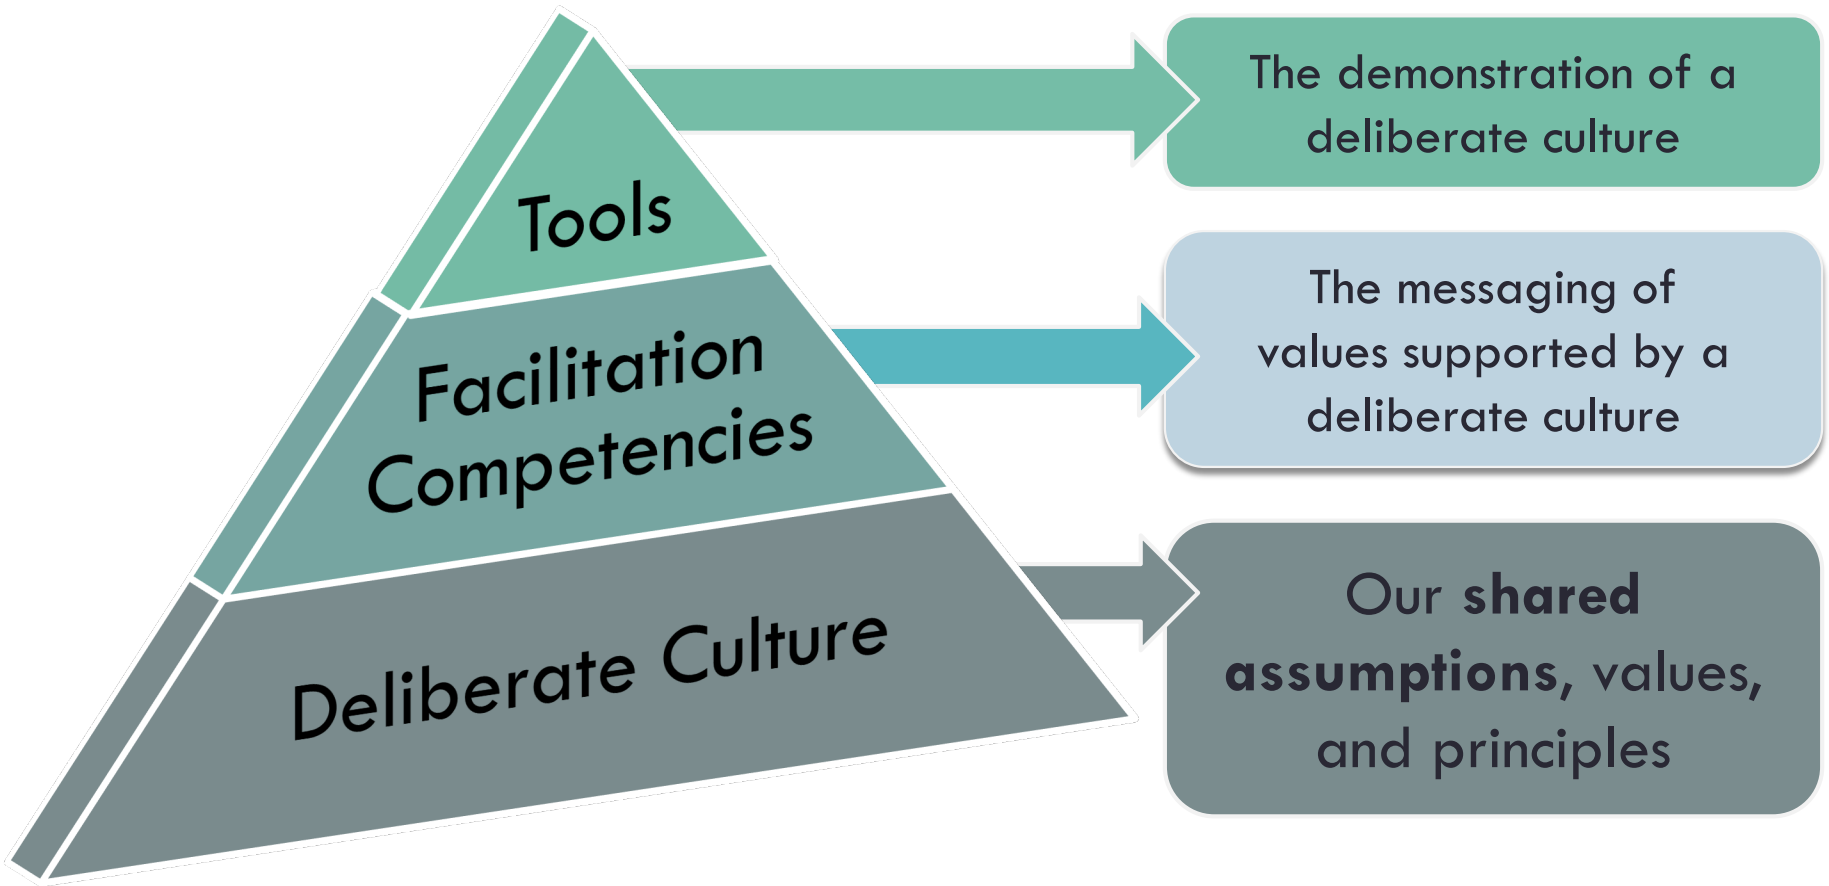 The demonstration of a
deliberate culture
Tools
The messaging of
values supported by a
deliberate culture
Facilitation
Competencies
Our shared
assumptions, values,
and principles
Deliberate Culture